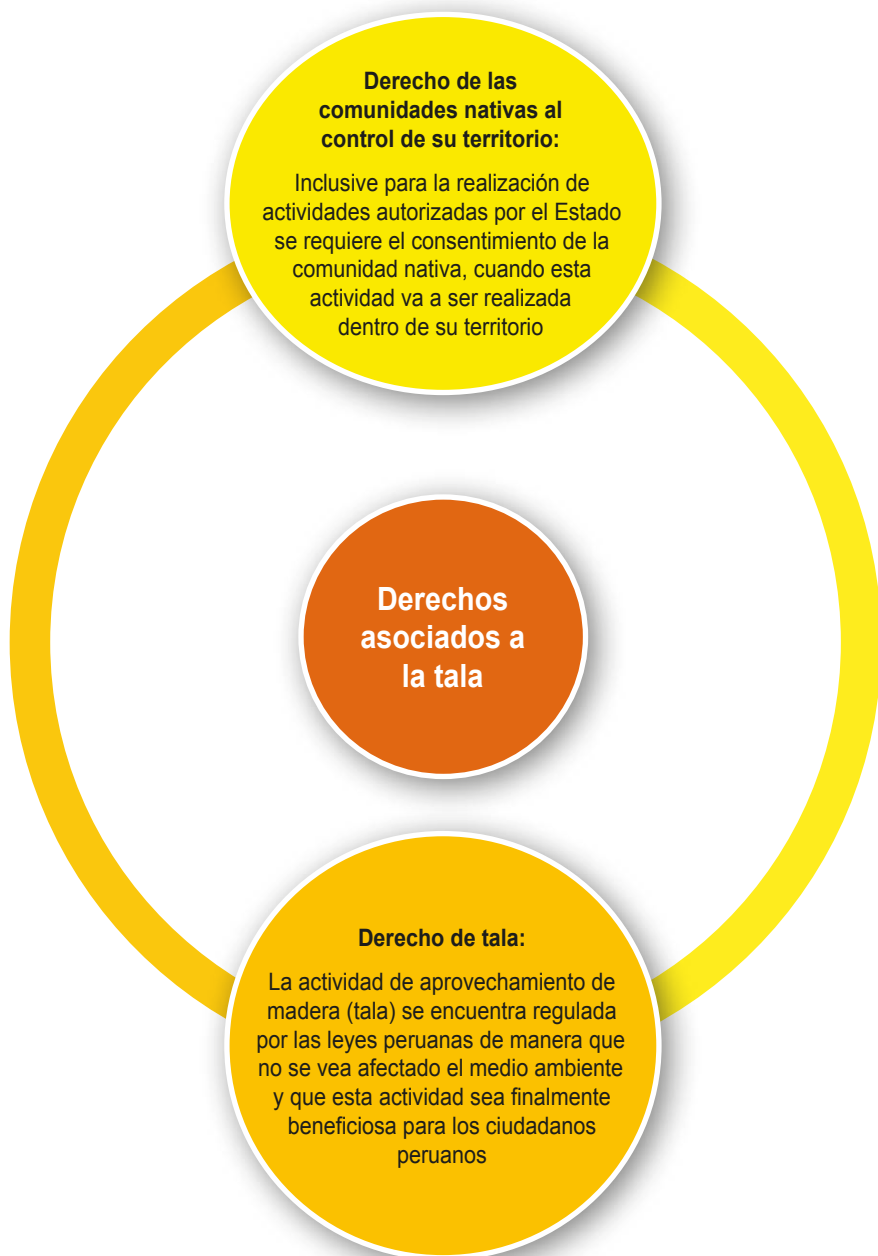 Derecho de las
comunidades nativas al
control de su territorio:
Inclusive para la realización de
actividades autorizadas por el Estado
se requiere el consentimiento de la
comunidad nativa, cuando esta
actividad va a ser realizada
dentro de su territorio
Derechos
asociados a
la tala
Derecho de tala:
La actividad de aprovechamiento de
madera (tala) se encuentra regulada
por las leyes peruanas de manera que
no se vea afectado el medio ambiente
y que esta actividad sea finalmente
beneficiosa para los ciudadanos
peruanos